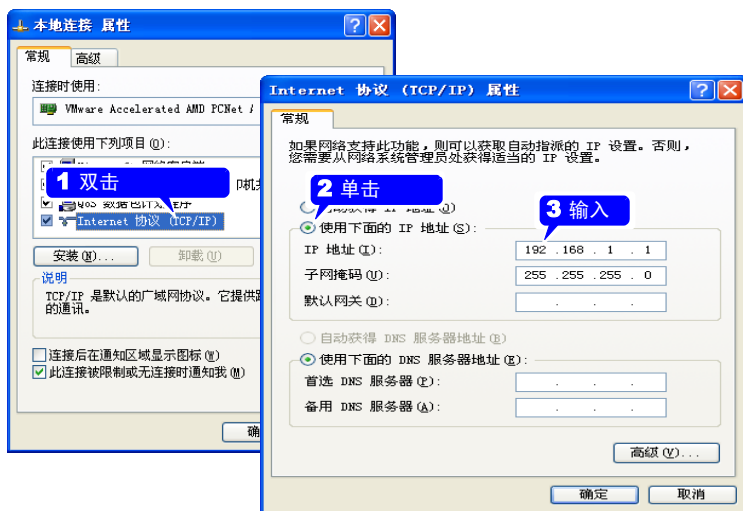 本地连接 属性
常规
高级
连接时使用:
VMware Accelerated AMD PCNet
此连接使用下列项目(O):
1 双击
QoS 数据包计划程序
Internet 协议 (TCP/IP)
安装(N)...
卸载(U)
说明
TCP/IP 是默认的广域网协议。它提供
的通讯。
连接后在通知区域显示图标(W)
此连接被限制或无连接时通知我(M)
确
Internet 协议 (TCP/IP) 属性
常规
如果网络支持此功能，则可以获取自动指派的 IP 设置。否则，
您需要从网络系统管理员处获得适当的 IP 设置。
2 单击
3 输入
使用下面的 IP 地址(S):
IP 地址(I):
192 .168 . 1 . 1
子网掩码(U):
255 .255 .255 . 0
默认网关(D):
自动获得 DNS 服务器地址(B)
使用下面的 DNS 服务器地址(E):
首选 DNS 服务器(P):
备用 DNS 服务器(A):
高级(V)...
确定
取消